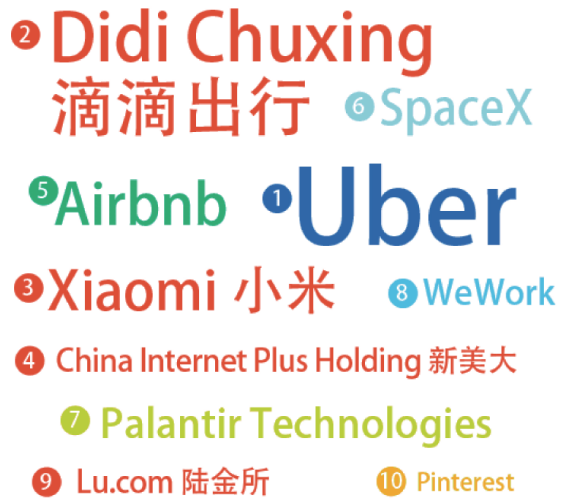 2 Didi Chuxing
滴滴出行
6 SpaceX
5 Airbnb
1 Uber
3 Xiaomi 小米
8 WeWork
4 China Internet Plus Holding 新美大
7 Palantir Technologies
9 Lu.com 陆金所
10 Pinterest